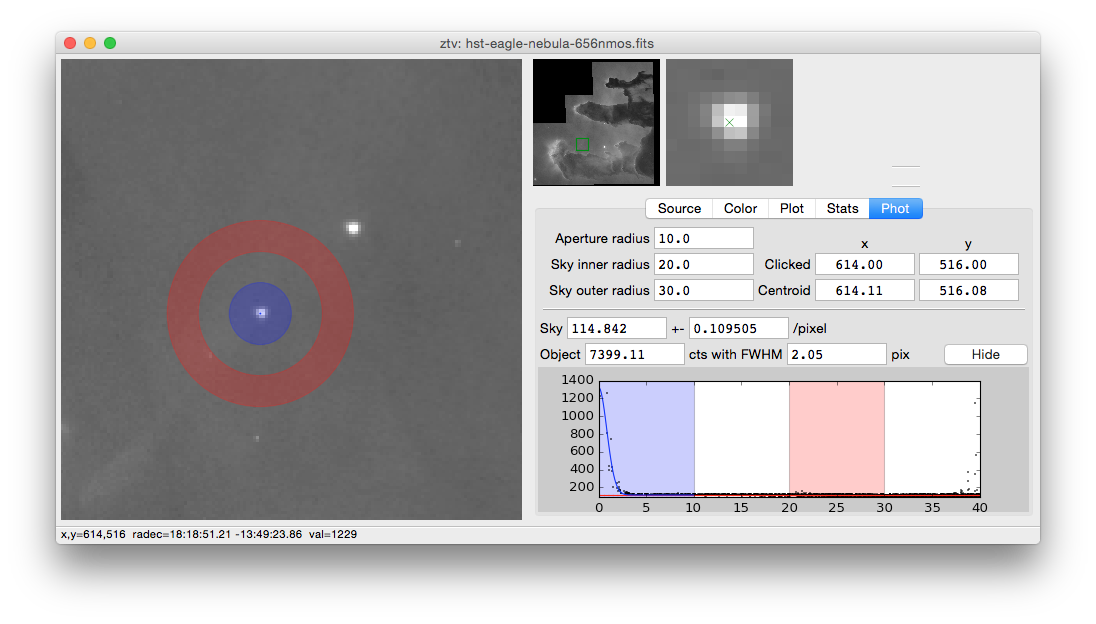 ztv: hst-eagle-nebula-656nmos.fits
Source Color Plot Stats Phot
Aperture radius 10.0 x y
Sky inner radius 20.0 Clicked 614.00 516.00
Sky outer radius 30.0 Centroid 614.11 516.08
Sky 114.842 +- 0.109505 /pixel
Object 7399.11 cts with FWHM 2.05 pix Hide
1400
1200
1000
800
600
400
200
0 5 10 15 20 25 30 35 40
x,y=614,516 radec=18:18:51.21 -13:49:23.86 val=1229